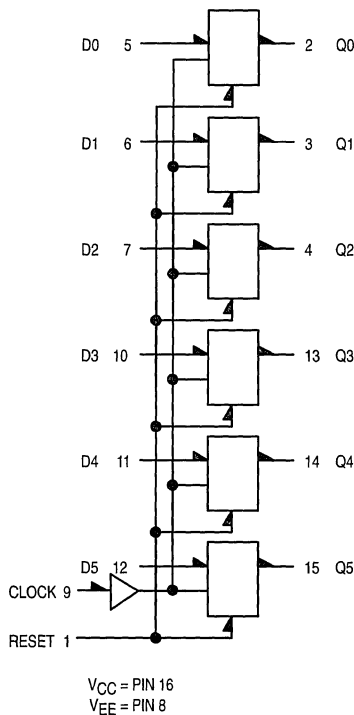 D0 5 2 Q0
D1 6 3 Q1
D2 7 4 Q2
D3 10 13 Q3
D4 11 14 Q4
D5 12 15 Q5
CLOCK 9
RESET 1
VCC = PIN 16
VEE = PIN 8